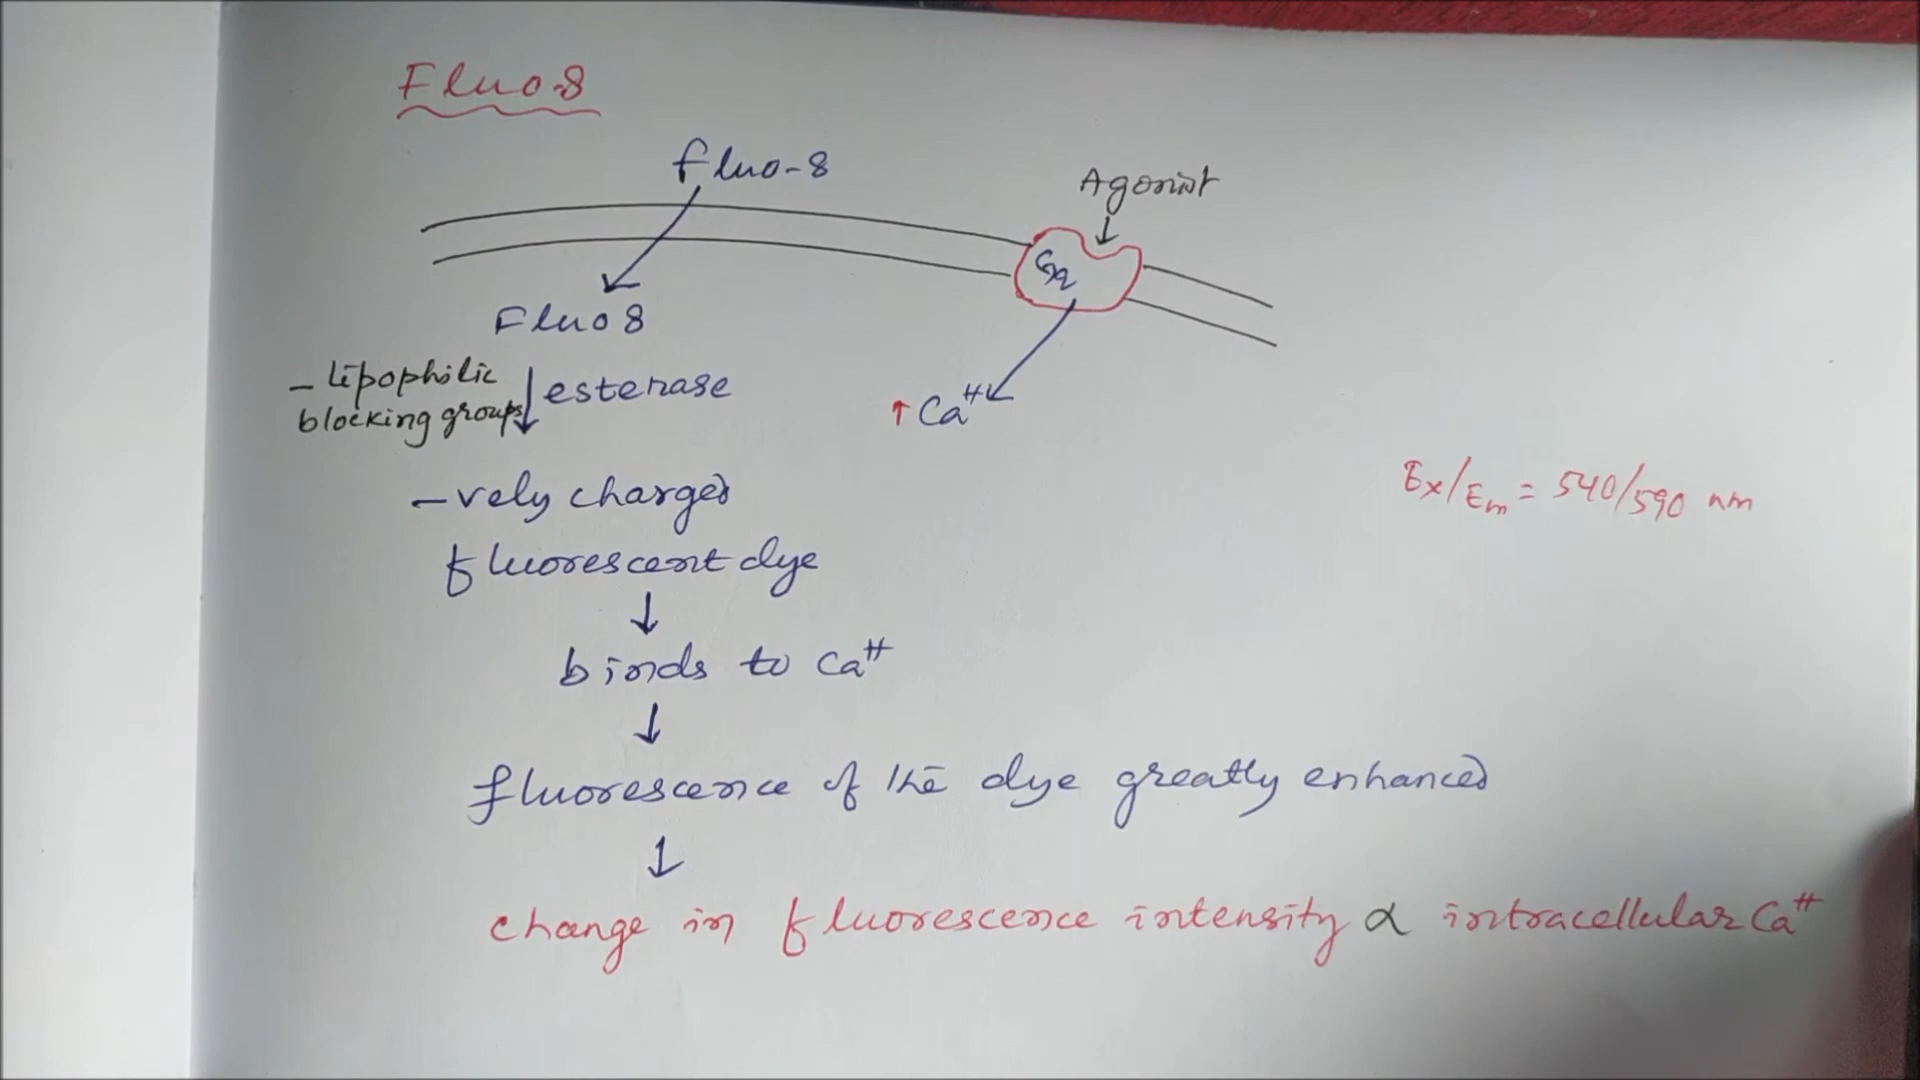 Fluo-8
fluo-8
Agonist
Gq
Fluo 8
- Lipophilic
blocking groups
esterase
↑ Ca++
-vely charged
fluorescent dye
Ex/Em = 540/590 nm
↓
binds to Ca++
↓
fluorescence of the dye greatly enhanced
↓
change in fluorescence intensity α intracellular Ca++